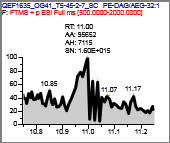 QEF1635_OG41_T5-45-2-7_SC PE-DAG/AEG-32:1
F: FTMS + p ESI Full ms [500.0000-2000.0000]
RT: 11.00
AA: 95652
AH: 7115
SN: 1.60E+015
100
80
60
40
20
0
10.85
11.07
11.17
10.8 10.9 11.0 11.1 11.2